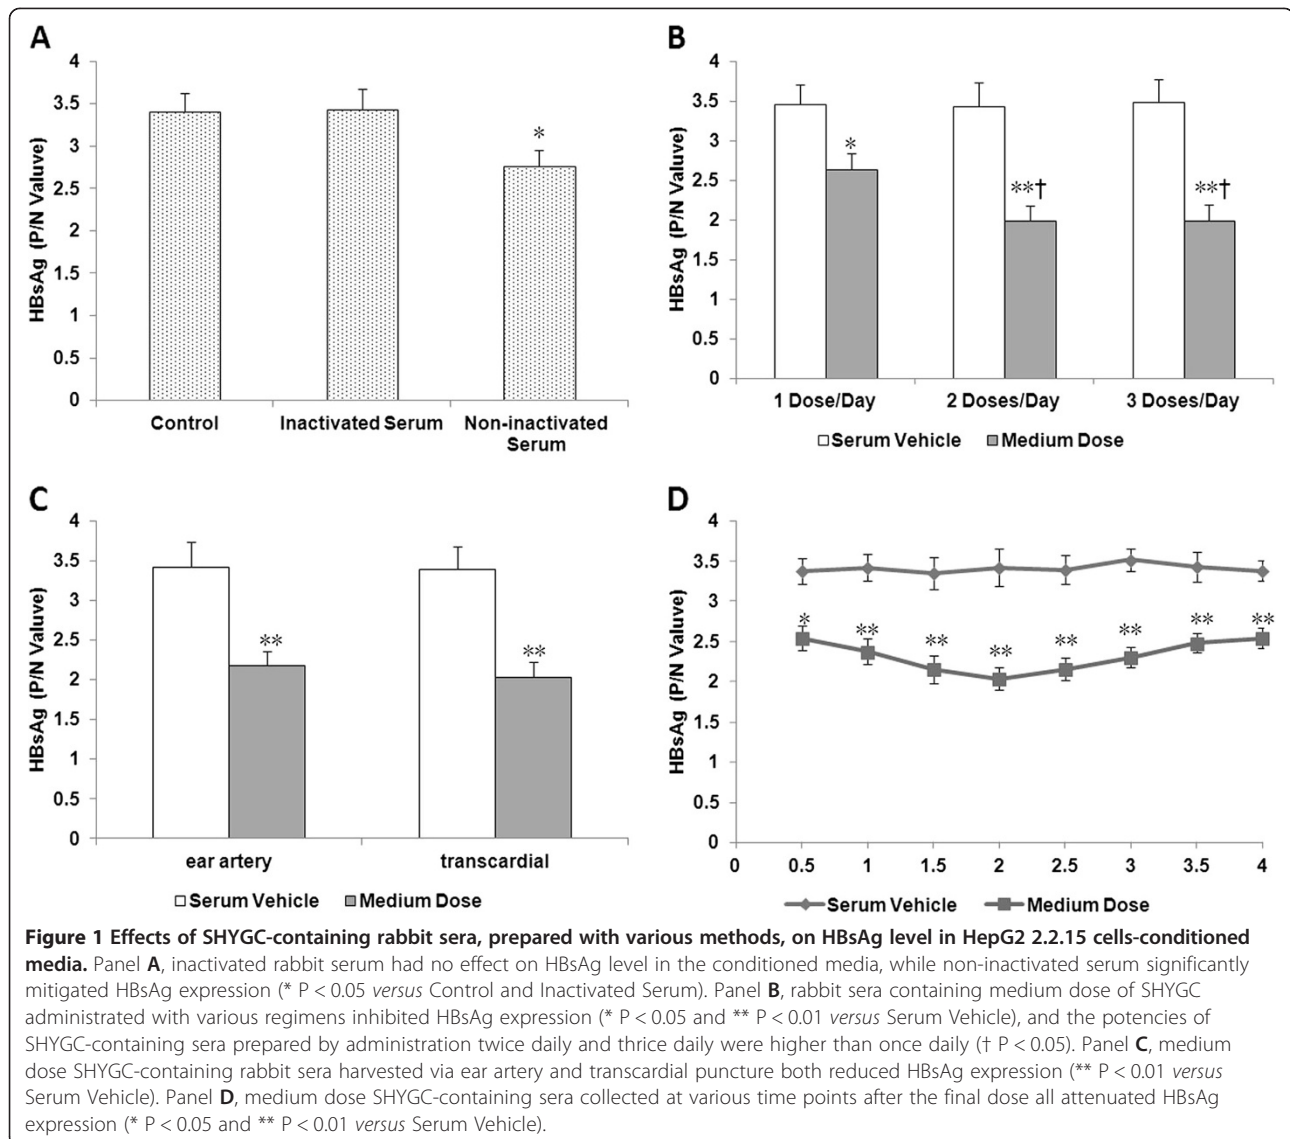 A
HBsAg (P/N Valuve)
4
3.5
3
2.5
2
1.5
1
0.5
0
*
Control
Inactivated Serum
Non-inactivated
Serum
B
HBsAg (P/N Valuve)
4
3.5
3
2.5
2
1.5
1
0.5
0
*
**†
**†
1 Dose/Day
2 Doses/Day
3 Doses/Day
Serum Vehicle
Medium Dose
C
HBsAg (P/N Valuve)
4
3.5
3
2.5
2
1.5
1
0.5
0
**
**
ear artery
transcardial
Serum Vehicle
Medium Dose
D
HBsAg (P/N Valuve)
4
3.5
3
2.5
2
1.5
1
0.5
0
* ** ** ** ** ** ** **
0 0.5 1 1.5 2 2.5 3 3.5 4
Serum Vehicle
Medium Dose
Figure 1 Effects of SHYGC-containing rabbit sera, prepared with various methods, on HBsAg level in HepG2 2.2.15 cells-conditioned
media. Panel A, inactivated rabbit serum had no effect on HBsAg level in the conditioned media, while non-inactivated serum significantly
mitigated HBsAg expression (* P < 0.05 versus Control and Inactivated Serum). Panel B, rabbit sera containing medium dose of SHYGC
administrated with various regimens inhibited HBsAg expression (* P < 0.05 and ** P < 0.01 versus Serum Vehicle), and the potencies of
SHYGC-containing sera prepared by administration twice daily and thrice daily were higher than once daily († P < 0.05). Panel C, medium
dose SHYGC-containing rabbit sera harvested via ear artery and transcardial puncture both reduced HBsAg expression (** P < 0.01 versus
Serum Vehicle). Panel D, medium dose SHYGC-containing sera collected at various time points after the final dose all attenuated HBsAg
expression (* P < 0.05 and ** P < 0.01 versus Serum Vehicle).